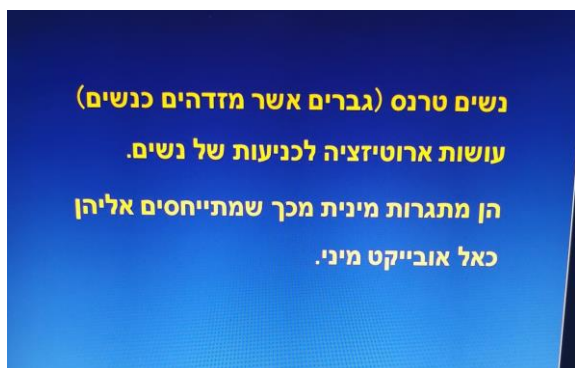 נשים טרנס (גברים אשר מזדהים כנשים)
עושות ארוטיזציה לכניעות של נשים.
הן מתגרות מינית מכך שמתייחסים אליהן
כאל אובייקט מיני.